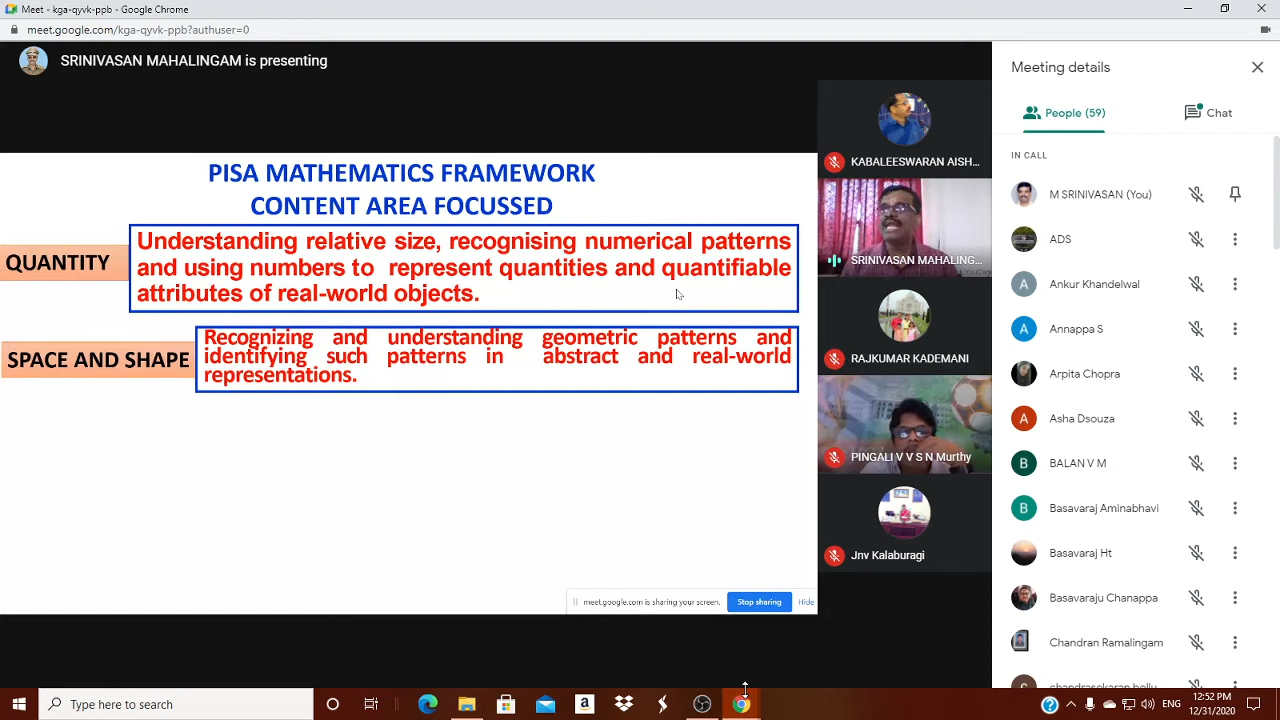 Meet - kga-qyvk-ppb - Google Chrome
meet.google.com/kga-qyvk-ppb?authuser=0
SRINIVASAN MAHALINGAM is presenting
PISA MATHEMATICS FRAMEWORK
CONTENT AREA FOCUSSED
QUANTITY
Understanding relative size, recognising numerical patterns
and using numbers to represent quantities and quantifiable
attributes of real-world objects.
SPACE AND SHAPE
Recognizing and understanding geometric patterns and
identifying such patterns in abstract and real-world
representations.
meet.google.com is sharing your screen.
Stop sharing
Hide
KABALEESWARAN AISH...
SRINIVASAN MAHALING...
RAJKUMAR KADEMANI
PINGALI V V S N Murthy
Jnv Kalaburagi
Meeting details
People (59)
Chat
IN CALL
M SRINIVASAN (You)
ADS
A Ankur Khandelwal
A Annappa S
Arpita Chopra
A Asha Dsouza
B BALAN V M
B Basavaraj Aminabhavi
Basavaraj Ht
Basavaraju Chanappa
Chandran Ramalingam
chandrasekaran
Type here to search
a
ENG
12:52 PM
12/31/2020